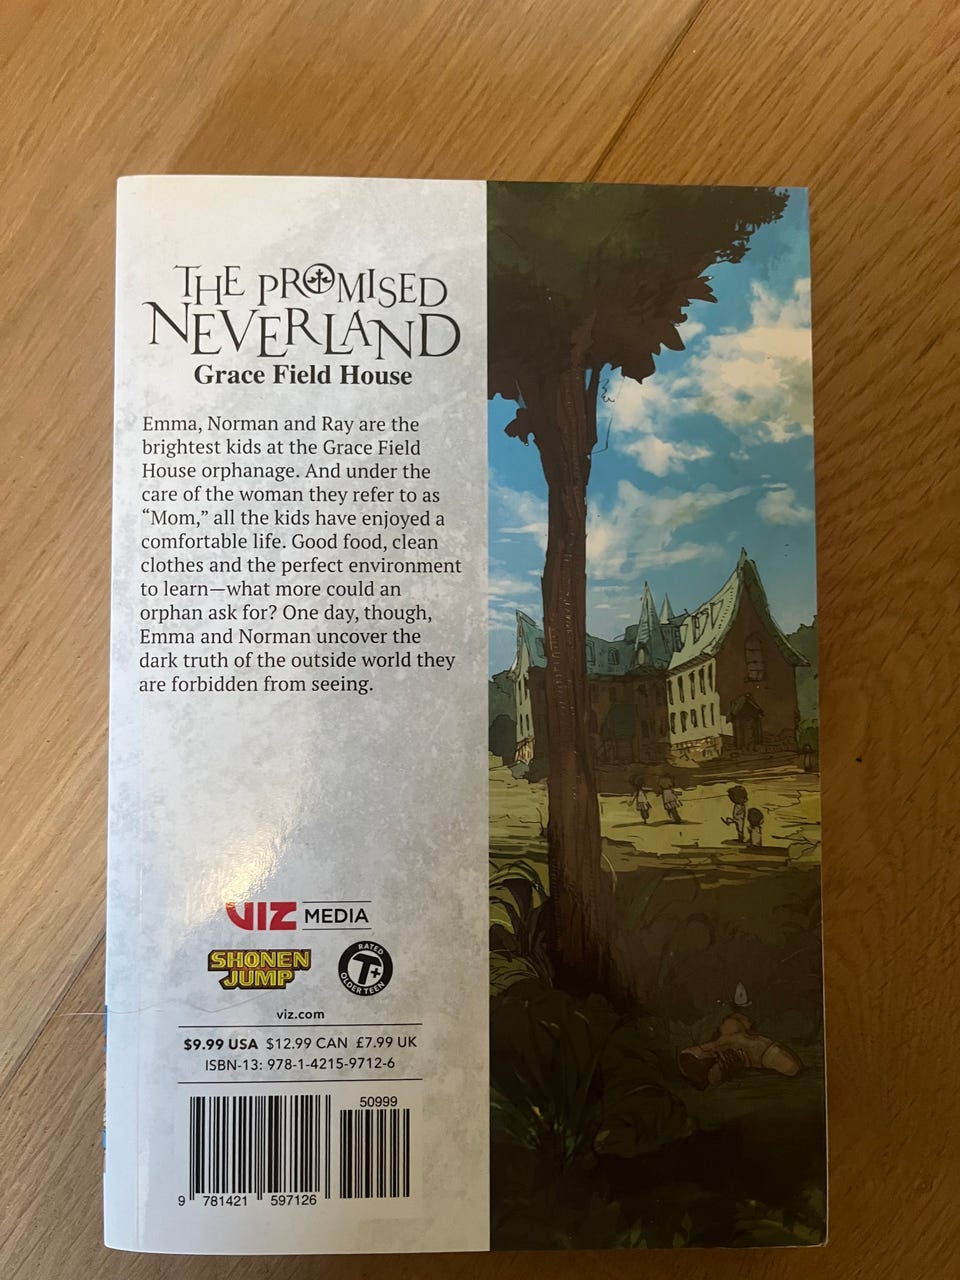 THE PROMISED
NEVERLAND
Grace Field House
Emma, Norman and Ray are the
brightest kids at the Grace Field
House orphanage. And under the
care of the woman they refer to as
“Mom,” all the kids have enjoyed a
comfortable life. Good food, clean
clothes and the perfect environment
to learn—what more could an
orphan ask for? One day, though,
Emma and Norman uncover the
dark truth of the outside world they
are forbidden from seeing.
VIZ MEDIA
SHONEN
JUMP
RATED
T+
OLDER TEEN
viz.com
$9.99 USA $12.99 CAN £7.99 UK
ISBN-13: 978-1-4215-9712-6
50999
9 781421 597126